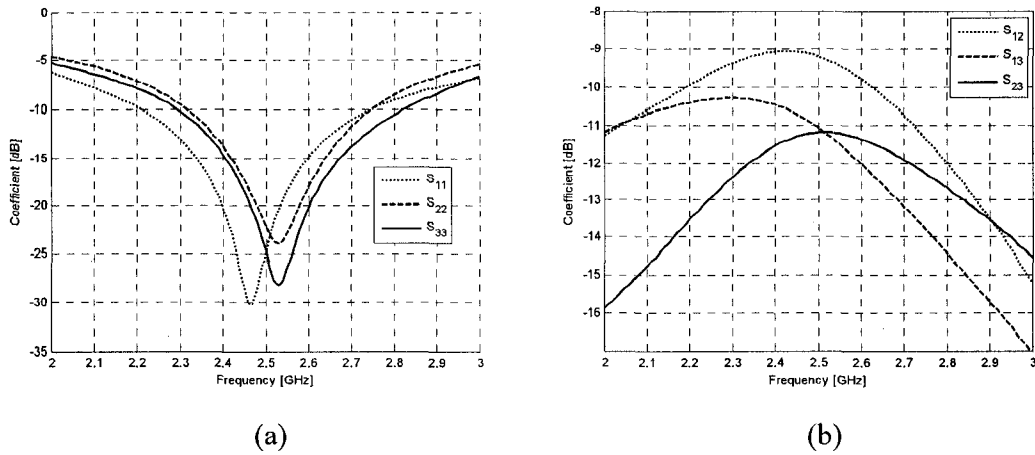 0
-5
-10
-15
-20
-25
-30
-35
Coefficient [dB]
S11
S22
S33
2 2.1 2.2 2.3 2.4 2.5 2.6 2.7 2.8 2.9 3
Frequency [GHz]
(a)
-8
-9
-10
-11
-12
-13
-14
-15
-16
Coefficient [dB]
S12
S13
S23
2 2.1 2.2 2.3 2.4 2.5 2.6 2.7 2.8 2.9 3
Frequency [GHz]
(b)